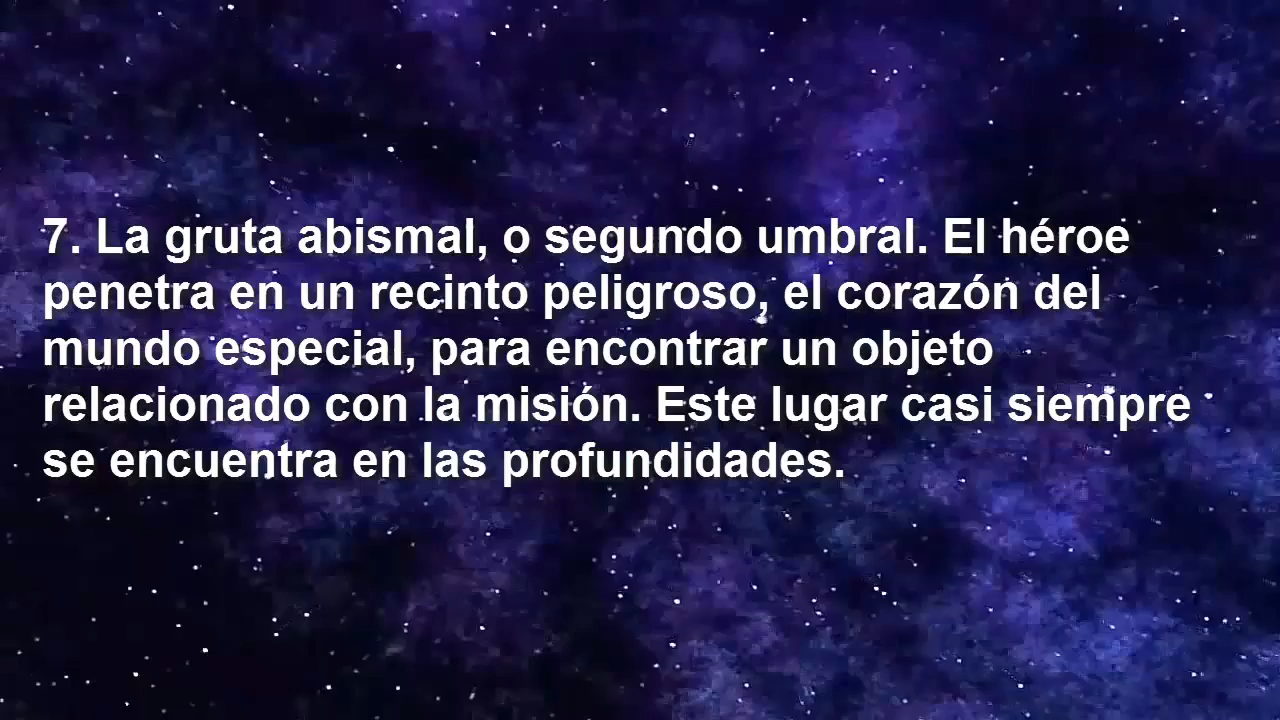 7. La gruta abismal, o segundo umbral. El héroe
penetra en un recinto peligroso, el corazón del
mundo especial, para encontrar un objeto
relacionado con la misión. Este lugar casi siempre
se encuentra en las profundidades.